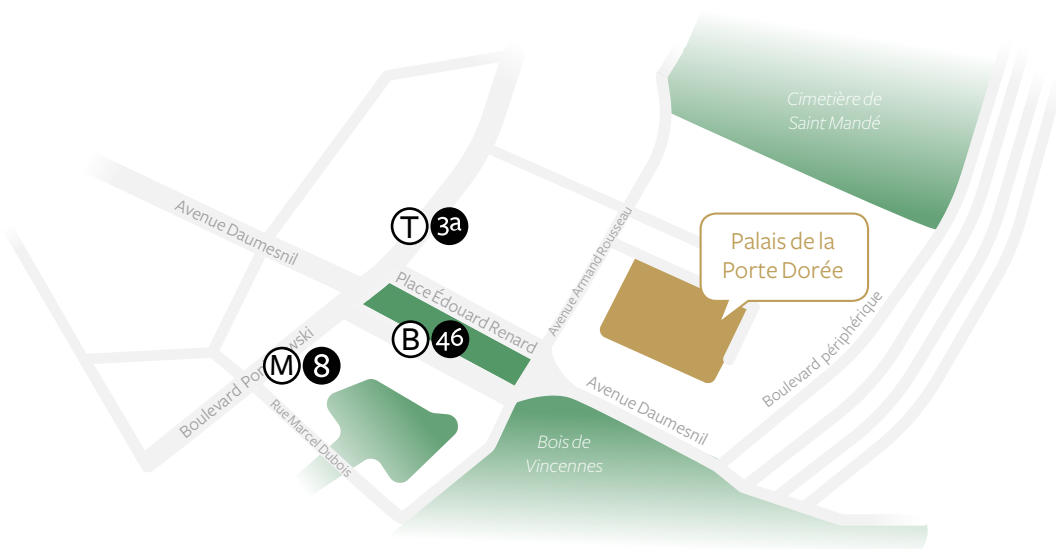 Cimetière de
Saint Mandé
Avenue Daumesnil
T 3a
Avenue Armand Rousseau
Palais de la
Porte Dorée
Place Édouard Renard
B 46
M 8
Boulevard périphérique
Rue Marcel Dubois
Avenue Daumesnil
Bois de
Vincennes
Boulevard